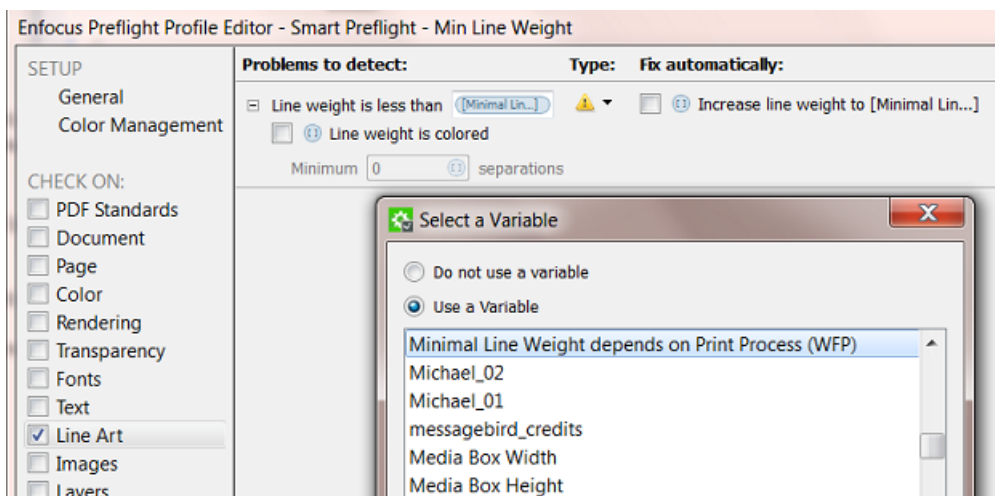 Enfocus Preflight Profile Editor - Smart Preflight - Min Line Weight
SETUP
General
Color Management
CHECK ON:
PDF Standards
Document
Page
Color
Rendering
Transparency
Fonts
Text
Line Art
Images
Layers
Problems to detect: Type: Fix automatically:
Line weight is less than [Minimal Lin...] Increase line weight to [Minimal Lin...]
Line weight is colored
Minimum 0 separations
Select a Variable
Do not use a variable
Use a Variable
Minimal Line Weight depends on Print Process (WFP)
Michael_02
Michael_01
messagebird_credits
Media Box Width
Media Box Height